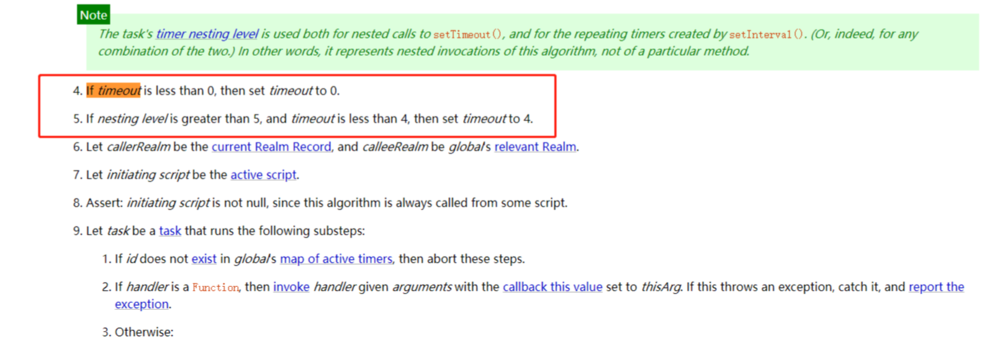 Note
The task's timer nesting level is used both for nested calls to setTimeout(), and for the repeating timers created by setInterval(). (Or, indeed, for any
combination of the two.) In other words, it represents nested invocations of this algorithm, not of a particular method.
4. If timeout is less than 0, then set timeout to 0.
5. If nesting level is greater than 5, and timeout is less than 4, then set timeout to 4.
6. Let callerRealm be the current Realm Record, and calleeRealm be global's relevant Realm.
7. Let initiating script be the active script.
8. Assert: initiating script is not null, since this algorithm is always called from some script.
9. Let task be a task that runs the following substeps:
1. If id does not exist in global's map of active timers, then abort these steps.
2. If handler is a Function, then invoke handler given arguments with the callback this value set to thisArg. If this throws an exception, catch it, and report the
exception.
3. Otherwise: